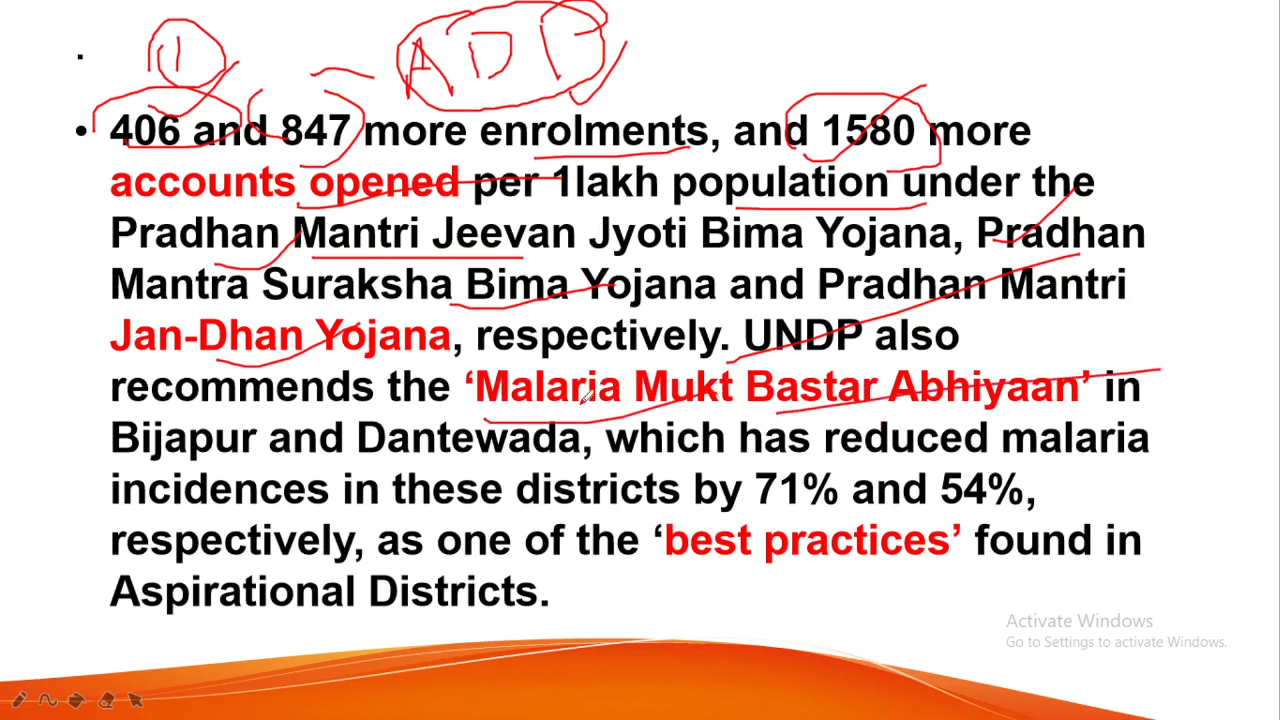 1
ADP
• 406 and 847 more enrolments, and 1580 more
accounts opened per 1lakh population under the
Pradhan Mantri Jeevan Jyoti Bima Yojana, Pradhan
Mantra Suraksha Bima Yojana and Pradhan Mantri
Jan-Dhan Yojana, respectively. UNDP also
recommends the ‘Malaria Mukt Bastar Abhiyaan’ in
Bijapur and Dantewada, which has reduced malaria
incidences in these districts by 71% and 54%,
respectively, as one of the ‘best practices’ found in
Aspirational Districts.
Activate Windows
Go to Settings to activate Windows.